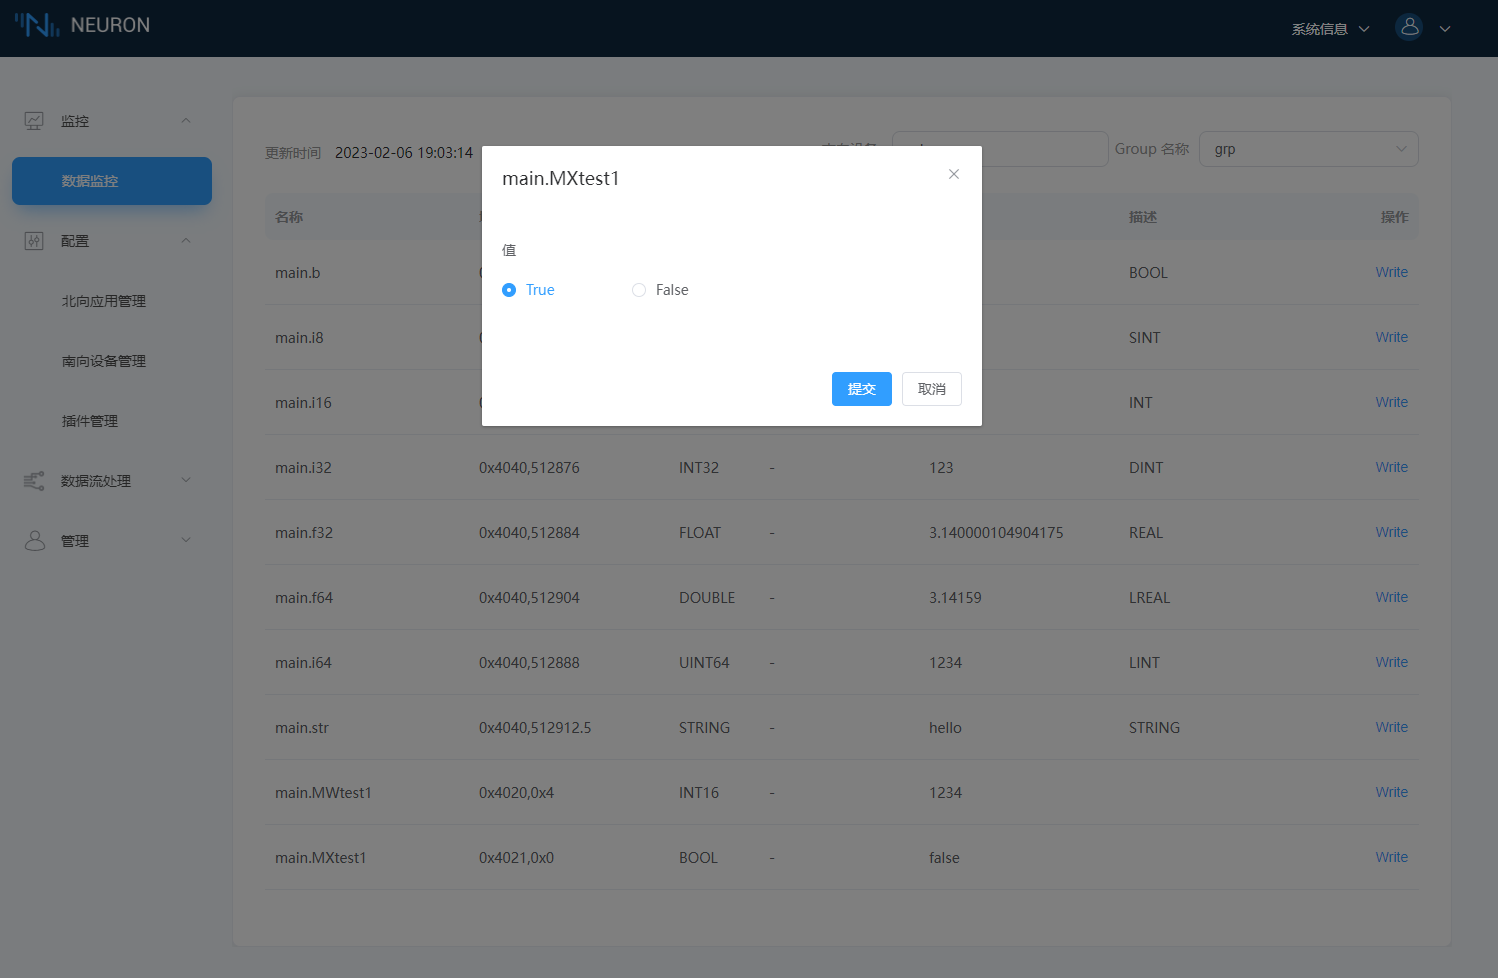 NEURON
系统信息
监控
数据监控
配置
北向应用管理
南向设备管理
插件管理
数据流处理
管理
更新时间 2023-02-06 19:03:14
Group 名称 grp
名称 描述 操作
main.b BOOL Write
main.i8 SINT Write
main.i16 INT Write
main.i32 0x4040,512876 INT32 - 123 DINT Write
main.f32 0x4040,512884 FLOAT - 3.140000104904175 REAL Write
main.f64 0x4040,512904 DOUBLE - 3.14159 LREAL Write
main.i64 0x4040,512888 UINT64 - 1234 LINT Write
main.str 0x4040,512912.5 STRING - hello STRING Write
main.MWtest1 0x4020,0x4 INT16 - 1234 Write
main.MXtest1 0x4021,0x0 BOOL - false Write
main.MXtest1
值
True False
提交 取消